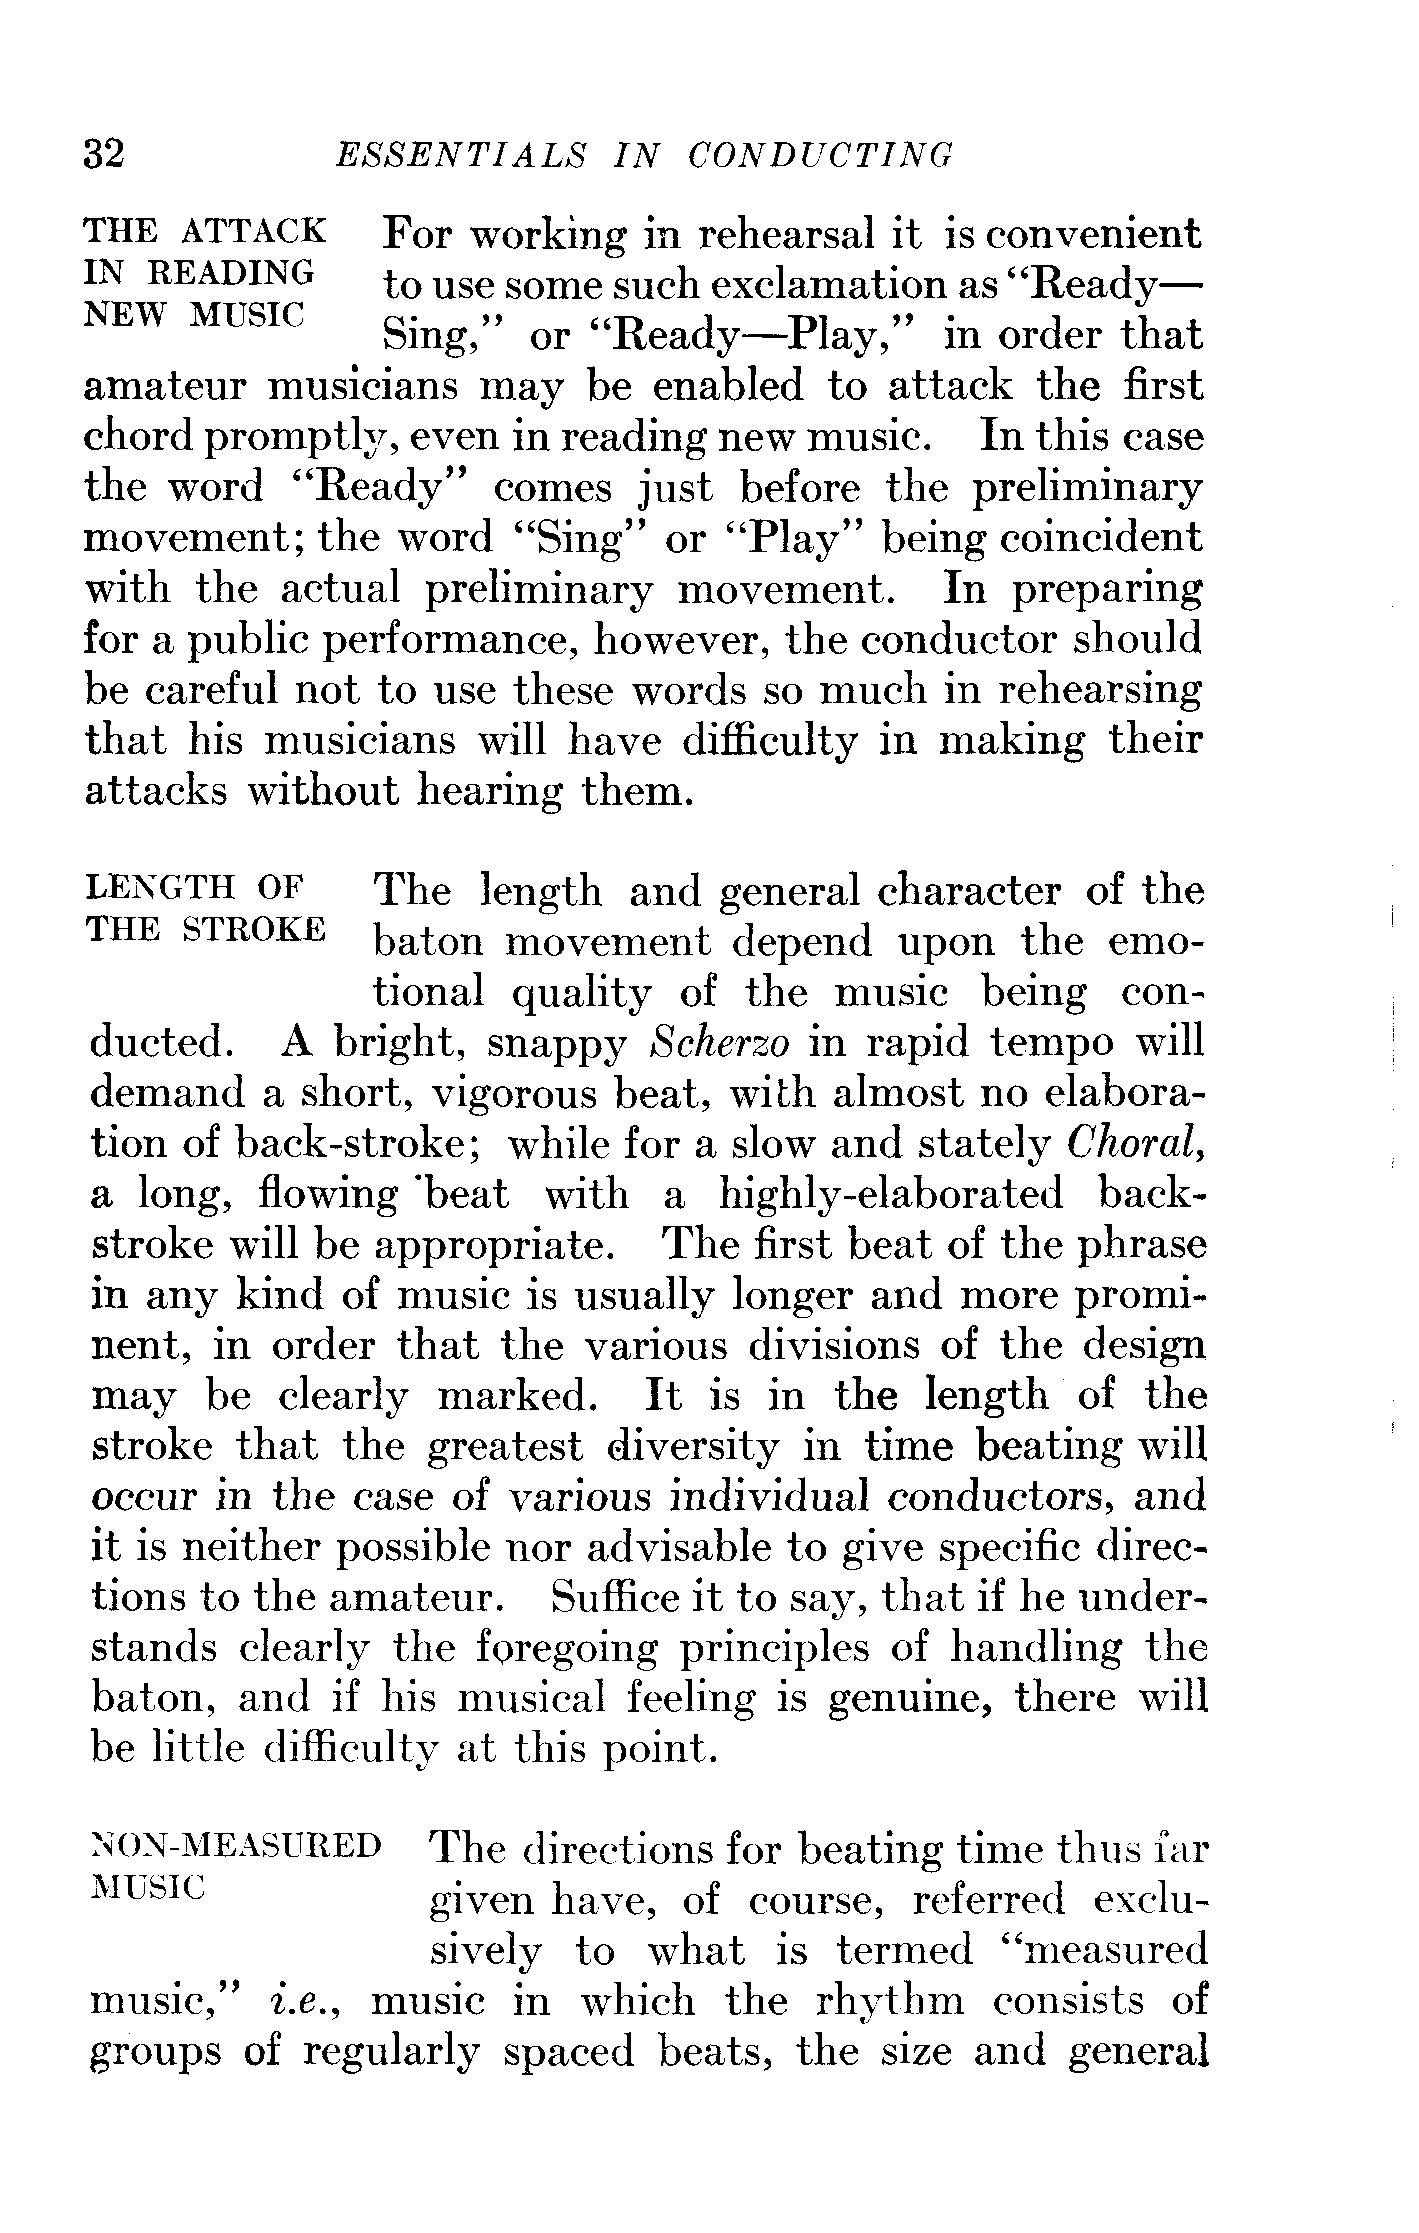 32 ESSENTIALS IN CONDUCTING
THE ATTACK
IN READING
NEW MUSIC
For working in rehearsal it is convenient
to use some such exclamation as “Ready—
Sing,” or “Ready—Play,” in order that
amateur musicians may be enabled to attack the first
chord promptly, even in reading new music. In this case
the word “Ready” comes just before the preliminary
movement; the word “Sing” or “Play” being coincident
with the actual preliminary movement. In preparing
for a public performance, however, the conductor should
be careful not to use these words so much in rehearsing
that his musicians will have difficulty in making their
attacks without hearing them.
LENGTH OF
THE STROKE
The length and general character of the
baton movement depend upon the emo-
tional quality of the music being con-
ducted. A bright, snappy Scherzo in rapid tempo will
demand a short, vigorous beat, with almost no elabora-
tion of back-stroke; while for a slow and stately Choral,
a long, flowing beat with a highly-elaborated back-
stroke will be appropriate. The first beat of the phrase
in any kind of music is usually longer and more promi-
nent, in order that the various divisions of the design
may be clearly marked. It is in the length of the
stroke that the greatest diversity in time beating will
occur in the case of various individual conductors, and
it is neither possible nor advisable to give specific direc-
tions to the amateur. Suffice it to say, that if he under-
stands clearly the foregoing principles of handling the
baton, and if his musical feeling is genuine, there will
be little difficulty at this point.
NON-MEASURED
MUSIC
The directions for beating time thus far
given have, of course, referred exclu-
sively to what is termed “measured
music,” i.e., music in which the rhythm consists of
groups of regularly spaced beats, the size and general